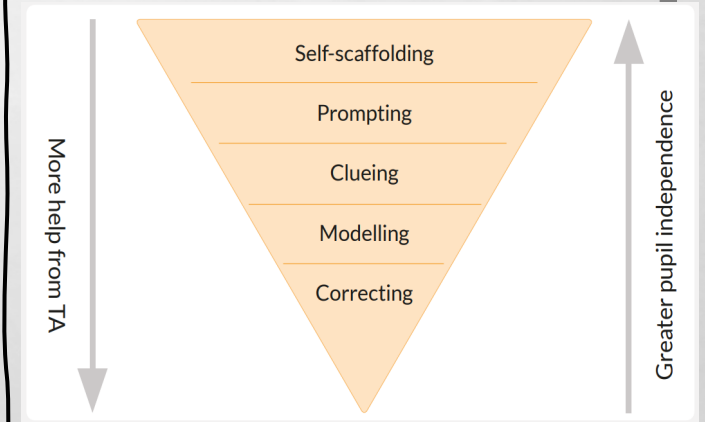 Self-scaffolding
Prompting
Clueing
Modelling
Correcting
More help from TA
Greater pupil independence